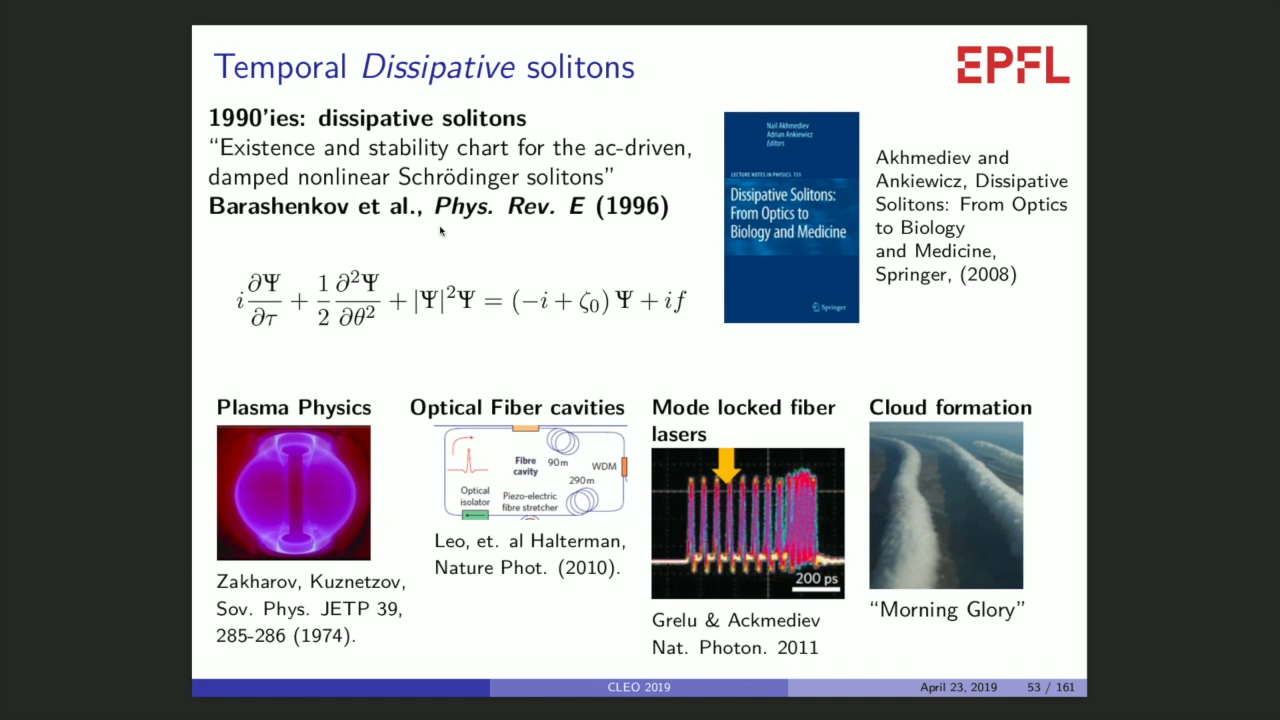 Temporal Dissipative solitons
EPFL
1990'ies: dissipative solitons
“Existence and stability chart for the ac-driven,
damped nonlinear Schrödinger solitons”
Barashenkov et al., Phys. Rev. E (1996)
i ∂Ψ/∂τ + 1/2 ∂²Ψ/∂θ² + |Ψ|²Ψ = (−i + ζ₀) Ψ + if
Nail Akhmediev
Adrian Ankiewicz
Editors
LECTURE NOTES IN PHYSICS 751
Dissipative Solitons:
From Optics to
Biology and Medicine
Springer
Akhmediev and
Ankiewicz, Dissipative
Solitons: From Optics
to Biology
and Medicine,
Springer, (2008)
Plasma Physics
Zakharov, Kuznetzov,
Sov. Phys. JETP 39,
285-286 (1974).
Optical Fiber cavities
Fibre
cavity
90 m
WDM
290 m
Optical
isolator
Piezo-electric
fibre stretcher
Leo, et. al Halterman,
Nature Phot. (2010).
Mode locked fiber
lasers
200 ps
Grelu & Ackmediev
Nat. Photon. 2011
Cloud formation
“Morning Glory”
CLEO 2019
April 23, 2019
53 / 161